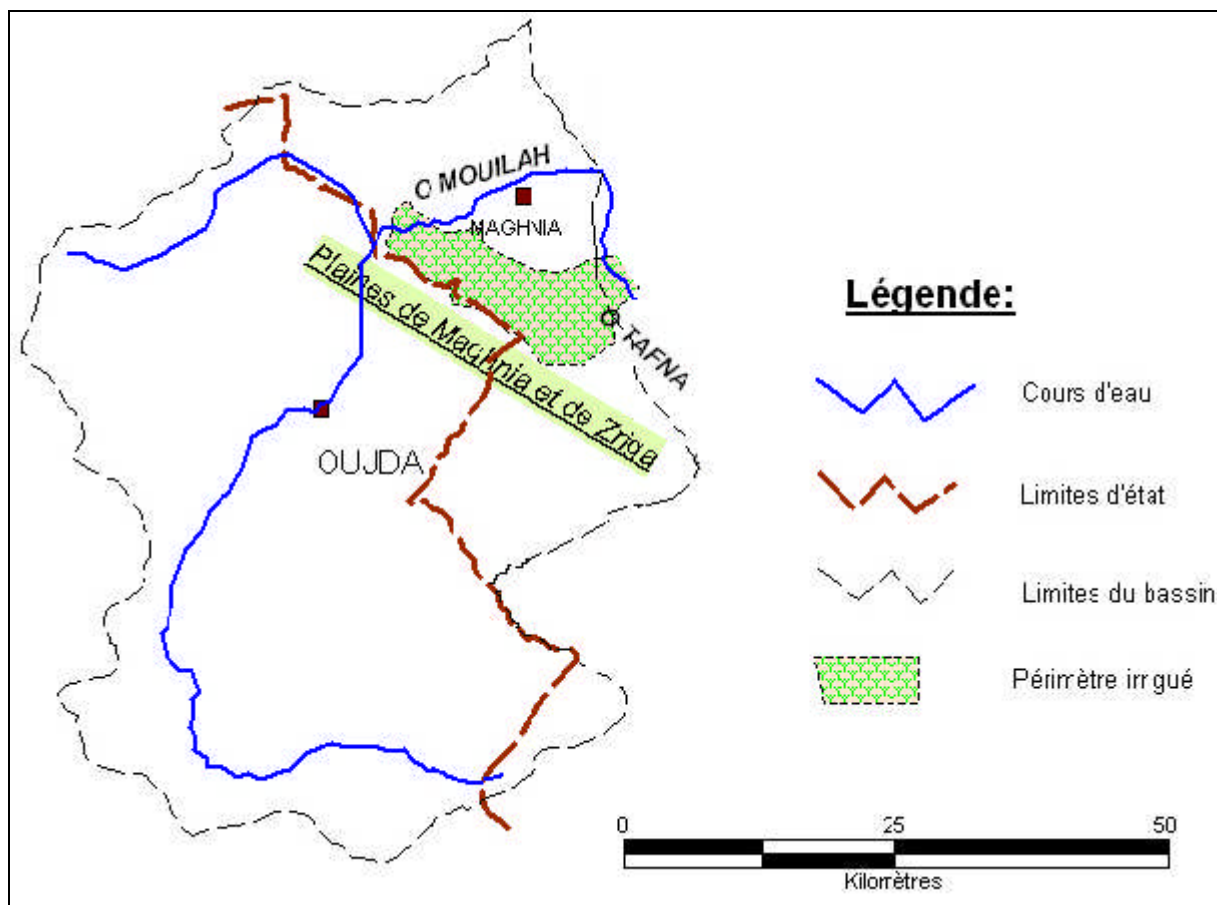 O MOUILAH
MAGHNIA
Plaines de Maghnia et de Zriga
O TAFNA
OUJDA
Légende:
Cours d'eau
Limites d'état
Limites du bassin
Périmètre irrigué
0 25 50
Kilomètres